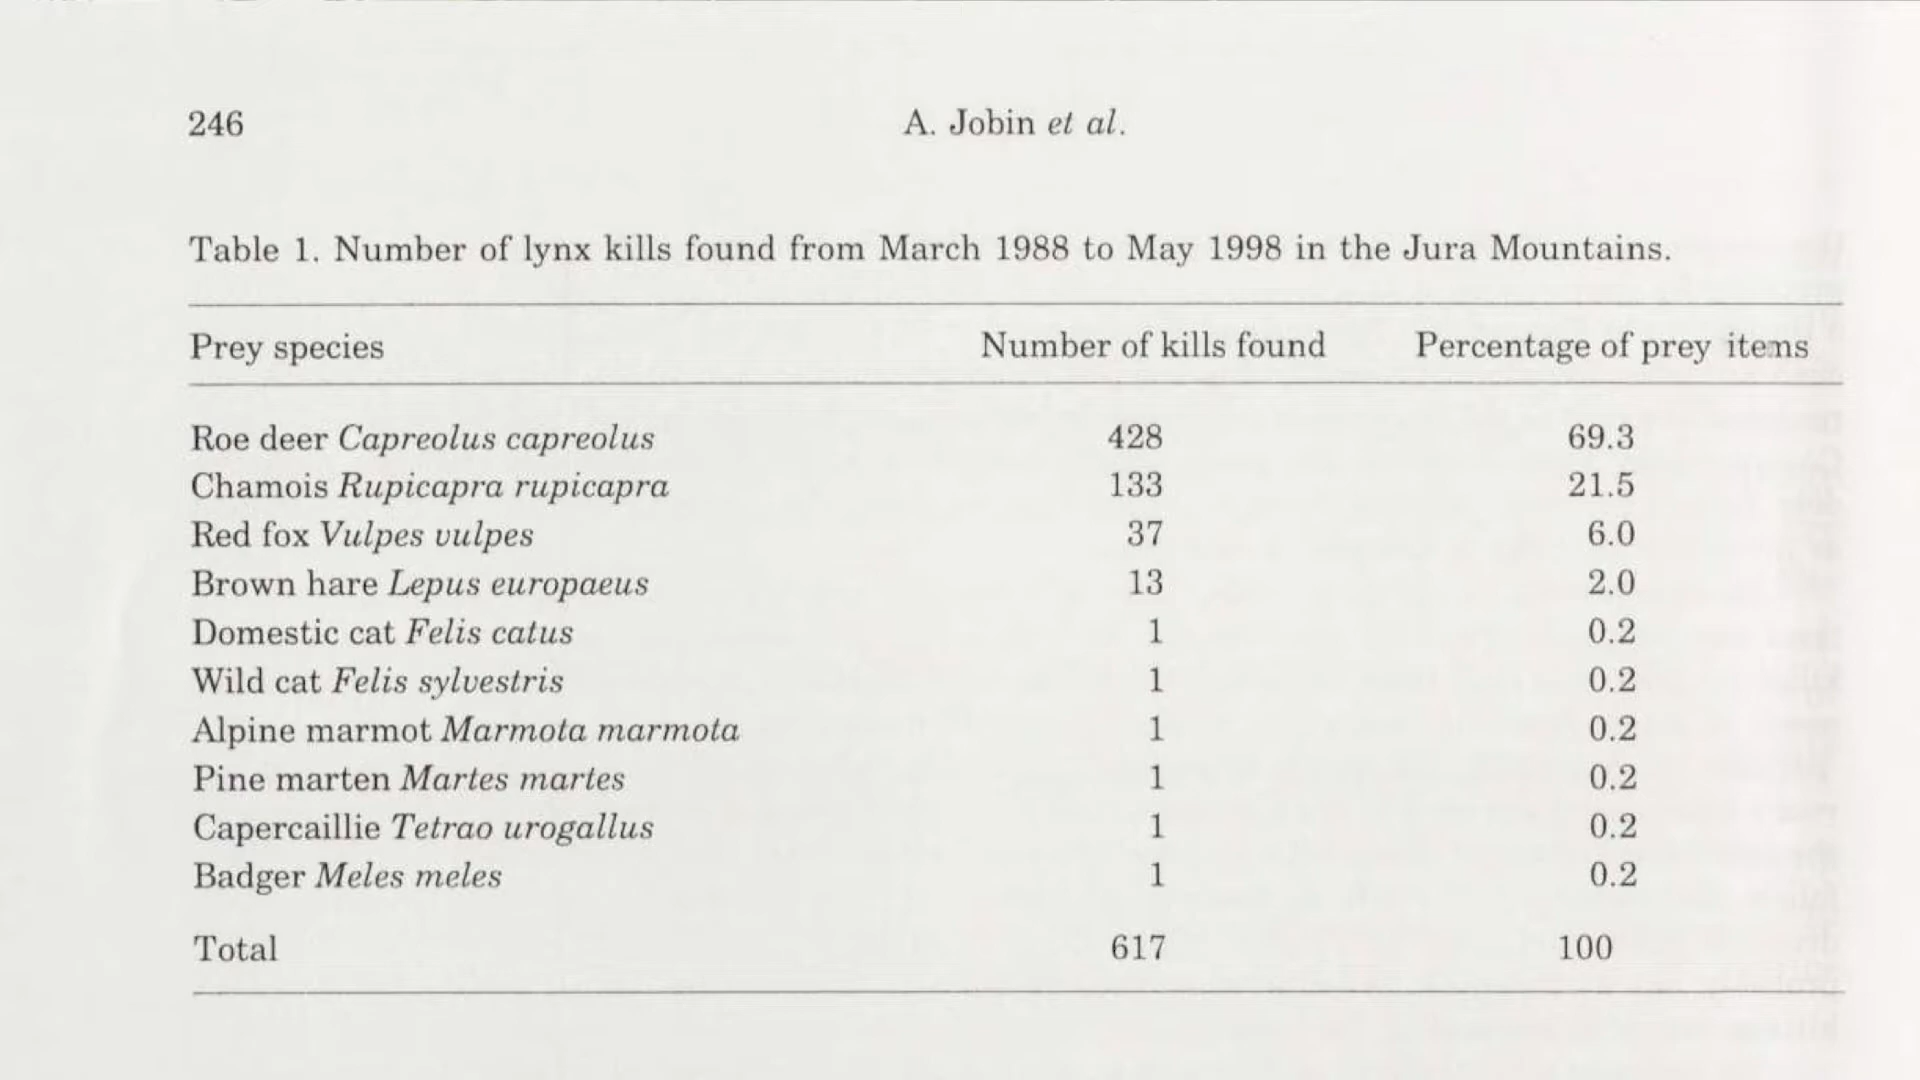 246 A. Jobin et al.
Table 1. Number of lynx kills found from March 1988 to May 1998 in the Jura Mountains.
Prey species Number of kills found Percentage of prey items
Roe deer Capreolus capreolus 428 69.3
Chamois Rupicapra rupicapra 133 21.5
Red fox Vulpes vulpes 37 6.0
Brown hare Lepus europaeus 13 2.0
Domestic cat Felis catus 1 0.2
Wild cat Felis sylvestris 1 0.2
Alpine marmot Marmota marmota 1 0.2
Pine marten Martes martes 1 0.2
Capercaillie Tetrao urogallus 1 0.2
Badger Meles meles 1 0.2
Total 617 100